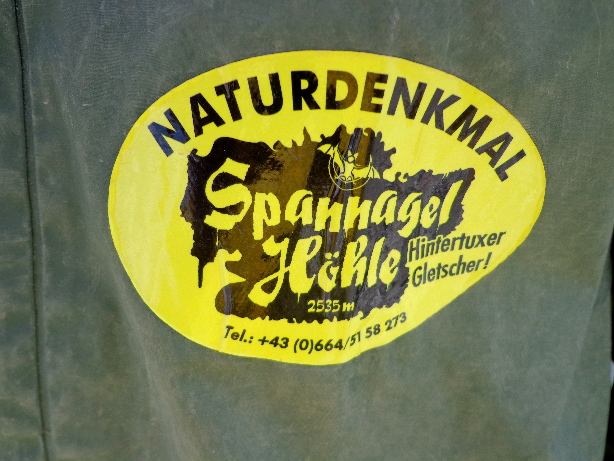 NATURDENKMAL
Spannagel
Höhle
Hintertuxer
Gletscher!
2535 m
Tel.: +43 (0)664/51 58 273